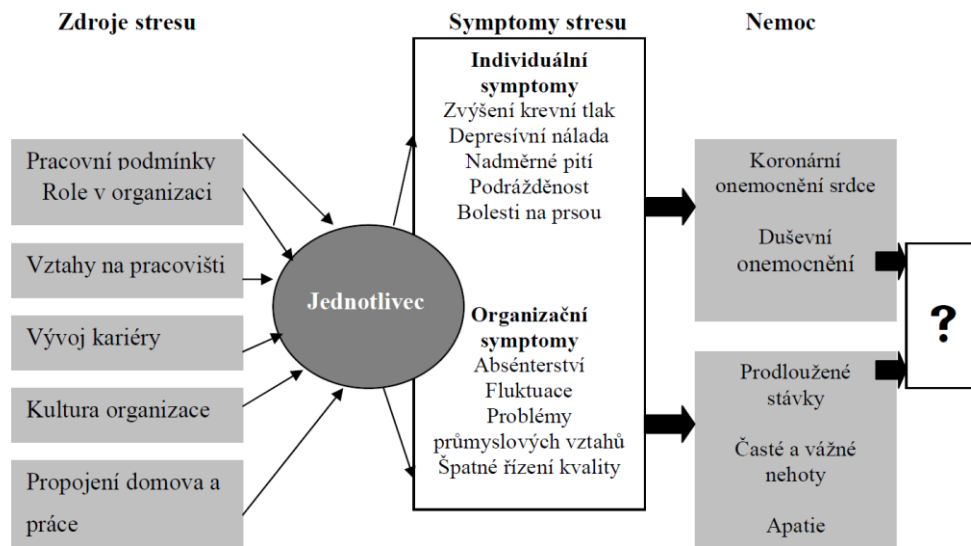 Zdroje stresu
Symptomy stresu
Nemoc
Pracovní podmínky
Role v organizaci
Vztahy na pracovišti
Vývoj kariéry
Kultura organizace
Propojení domova a
práce
Jednotlivec
Individuální
symptomy
Zvýšení krevní tlak
Depresívní nálada
Nadměrné pití
Podrážděnost
Bolesti na prsou
Organizační
symptomy
Absénterství
Fluktuace
Problémy
průmyslových vztahů
Špatné řízení kvality
Koronární
onemocnění srdce
Duševní
onemocnění
Prodloužené
stávky
Časté a vážné
nehoty
Apatie
?